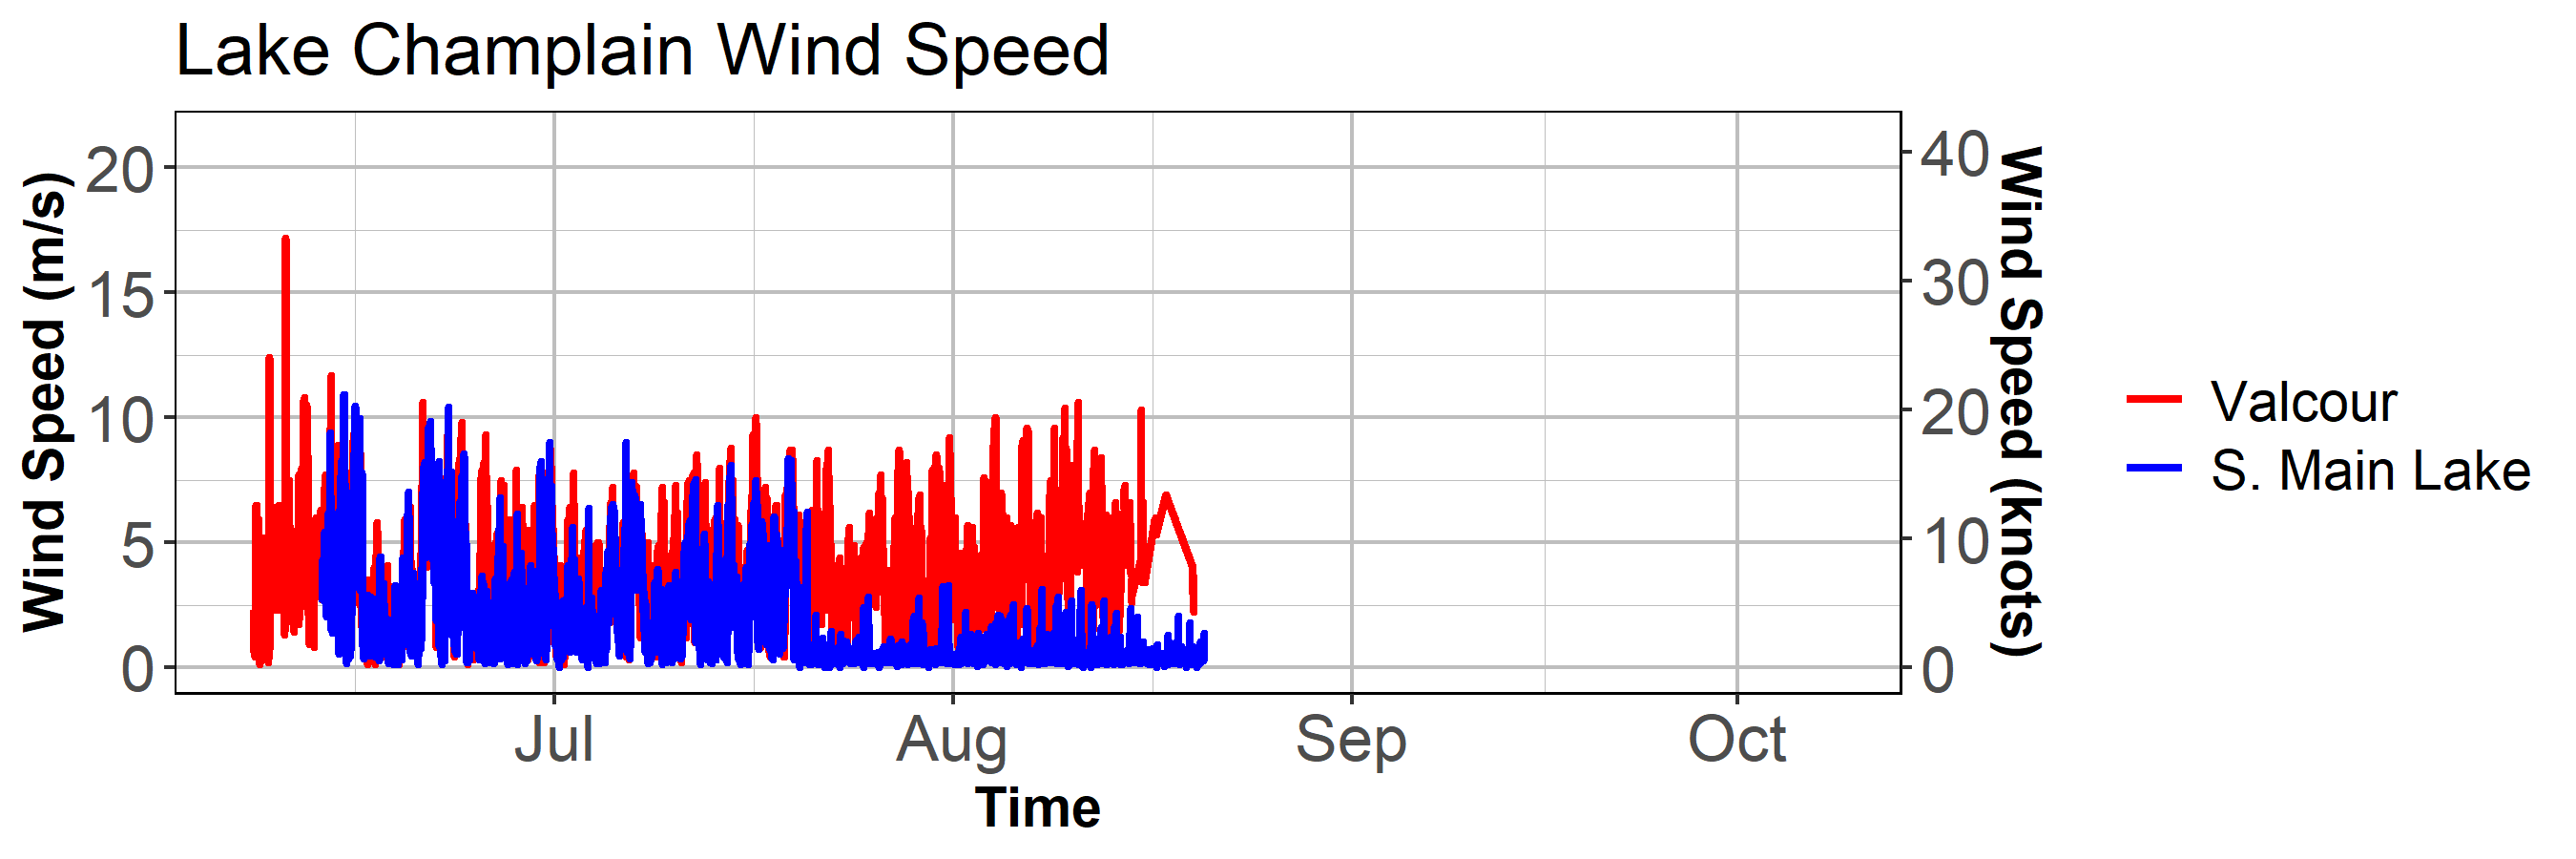 Lake Champlain Wind Speed
Wind Speed (m/s)
20
15
10
5
0
40
30
20
10
0
Wind Speed (knots)
Jul Aug Sep Oct
Time
Valcour
S. Main Lake